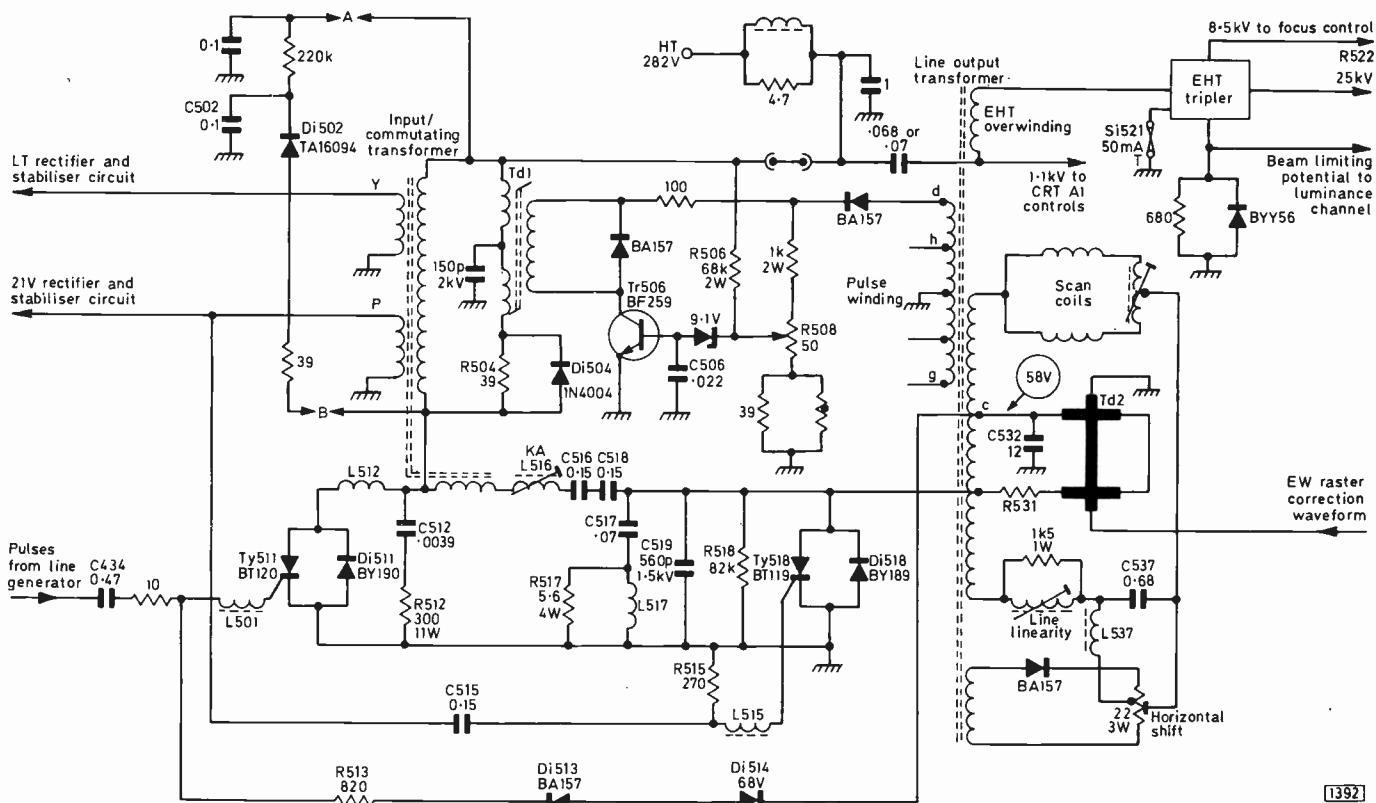 A
0·1
220k
C502
0·1
Di502
TA16094
LT rectifier and
stabiliser circuit
Y
21V rectifier and
stabiliser circuit
P
39
B
Input/
commutating
transformer
Td1
150p
2kV
R504
39
Di504
1N4004
BA157
Tr506
BF259
100
HT
282V
4·7
1
·068 or
·07
R506
68k
2W
9·1V
C506
·022
1k
2W
R508
50
39
BA157
Line output
transformer
EHT
overwinding
1·1kV to
CRT A1
controls
d
h
Pulse
winding
g
c
EHT
tripler
8·5kV to focus control
R522
25kV
Si521
50mA
T
Beam limiting
potential to
luminance
channel
680
BYY56
Scan
coils
58V
Td2
C532
12
R531
EW raster
correction
waveform
1k5
1W
C537
0·68
Line
linearity
L537
BA157
22
3W
Horizontal
shift
Pulses
from line
generator
C434
0·47
10
L501
Ty511
BT120
Di511
BY190
L512
C512
·0039
R512
300
11W
KA
L516
C516
0·15
C518
0·15
C517
·07
R517
5·6
4W
L517
C519
560p
1·5kV
R518
82k
Ty518
BT119
Di518
BY189
R515
270
C515
0·15
L515
R513
820
Di513
BA157
Di514
68V
1392